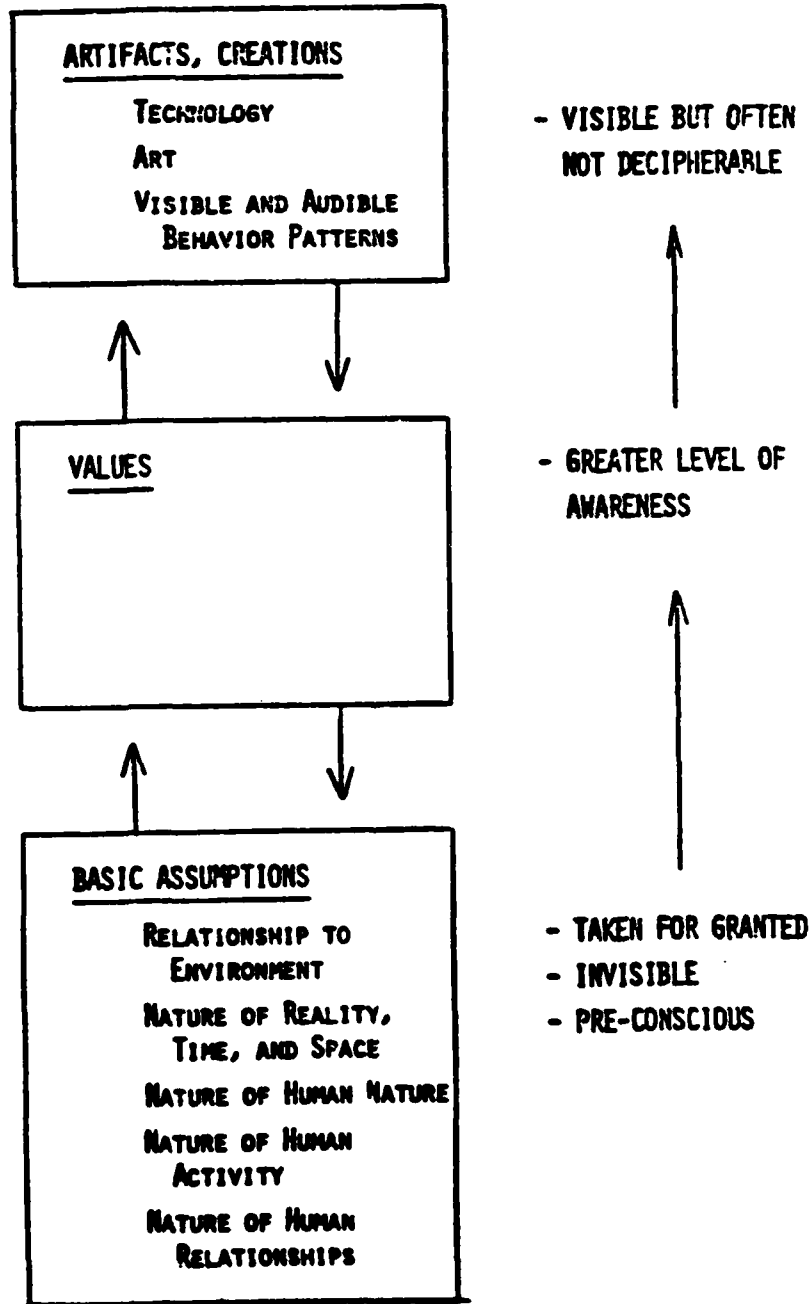 ARTIFACTS, CREATIONS
TECHNOLOGY
ART
VISIBLE AND AUDIBLE
BEHAVIOR PATTERNS
- VISIBLE BUT OFTEN
NOT DECIPHERABLE
VALUES
- GREATER LEVEL OF
AWARENESS
BASIC ASSUMPTIONS
RELATIONSHIP TO
ENVIRONMENT
NATURE OF REALITY,
TIME, AND SPACE
NATURE OF HUMAN NATURE
NATURE OF HUMAN
ACTIVITY
NATURE OF HUMAN
RELATIONSHIPS
- TAKEN FOR GRANTED
- INVISIBLE
- PRE-CONSCIOUS